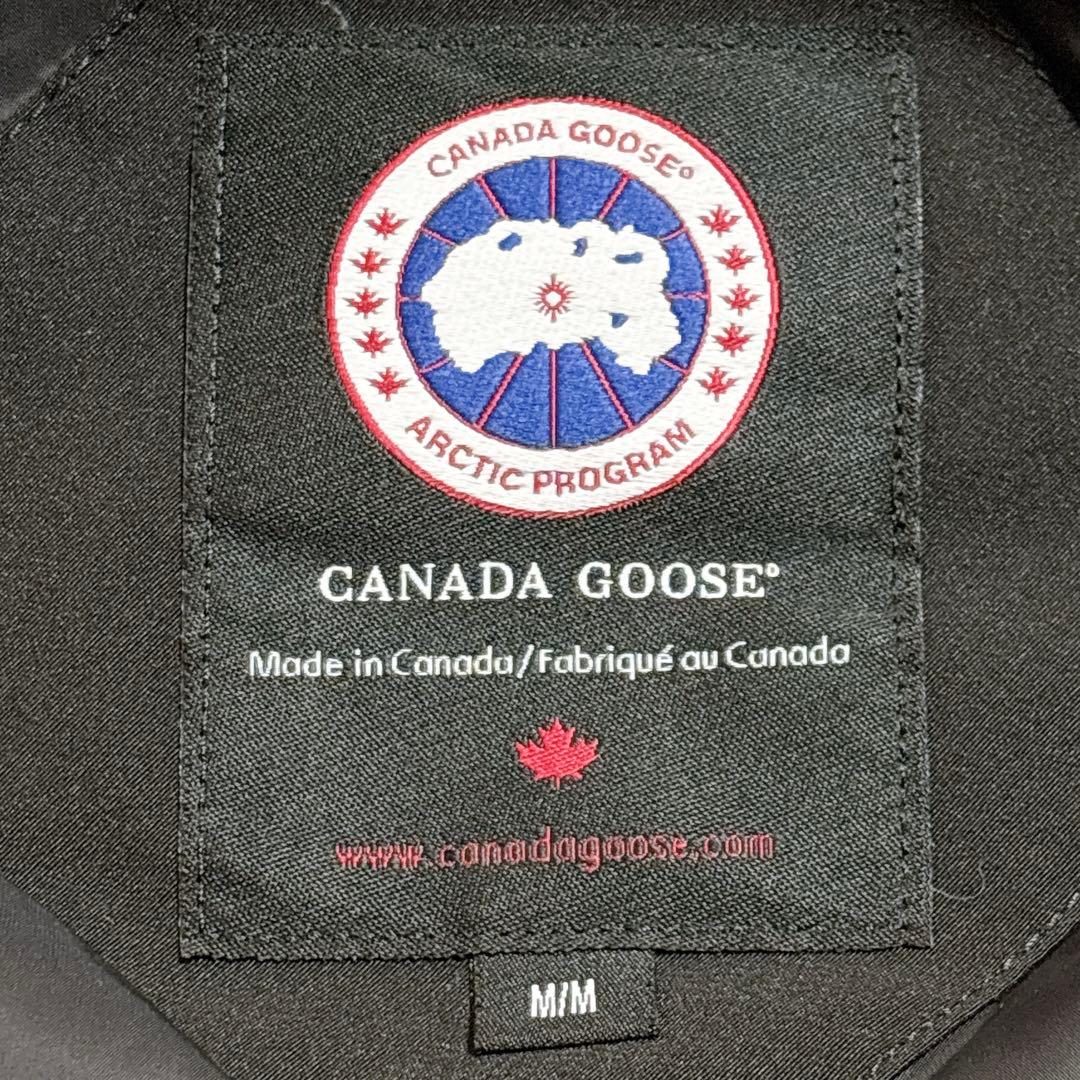 CANADA GOOSE®
ARCTIC PROGRAM
CANADA GOOSE®
Made in Canada/Fabriqué au Canada
www.canadagoose.com
M/M